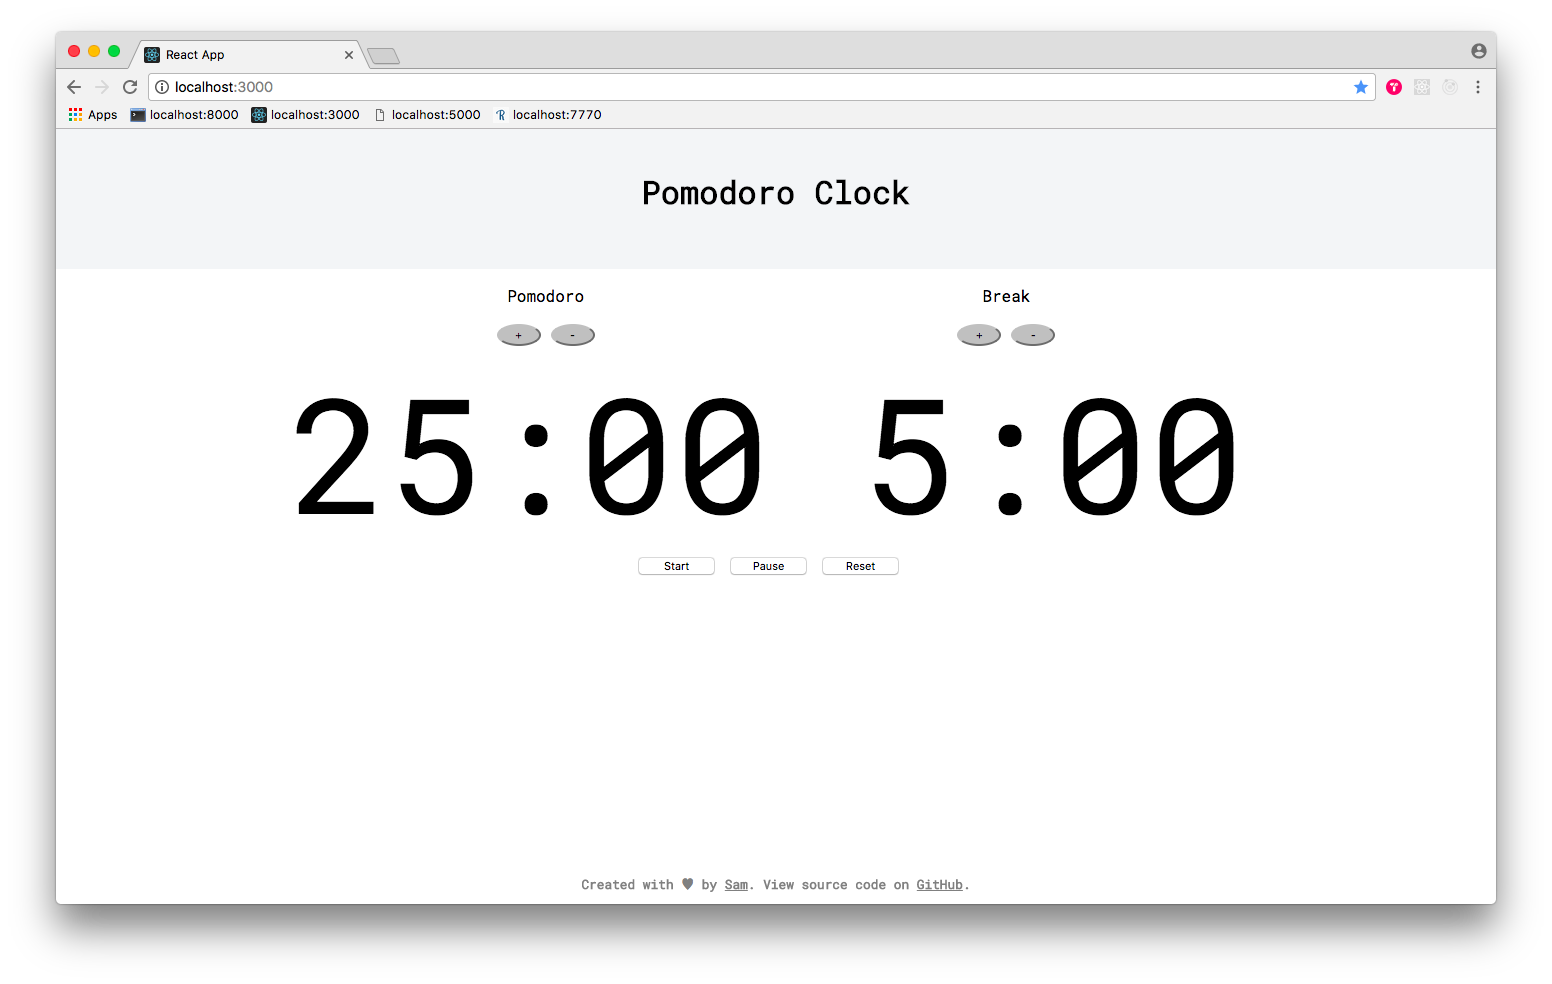 React App
localhost:3000
Apps localhost:8000 localhost:3000 localhost:5000 localhost:7770
Pomodoro Clock
Pomodoro Break
+ - + -
25:00 5:00
Start Pause Reset
Created with ♥ by Sam. View source code on GitHub.